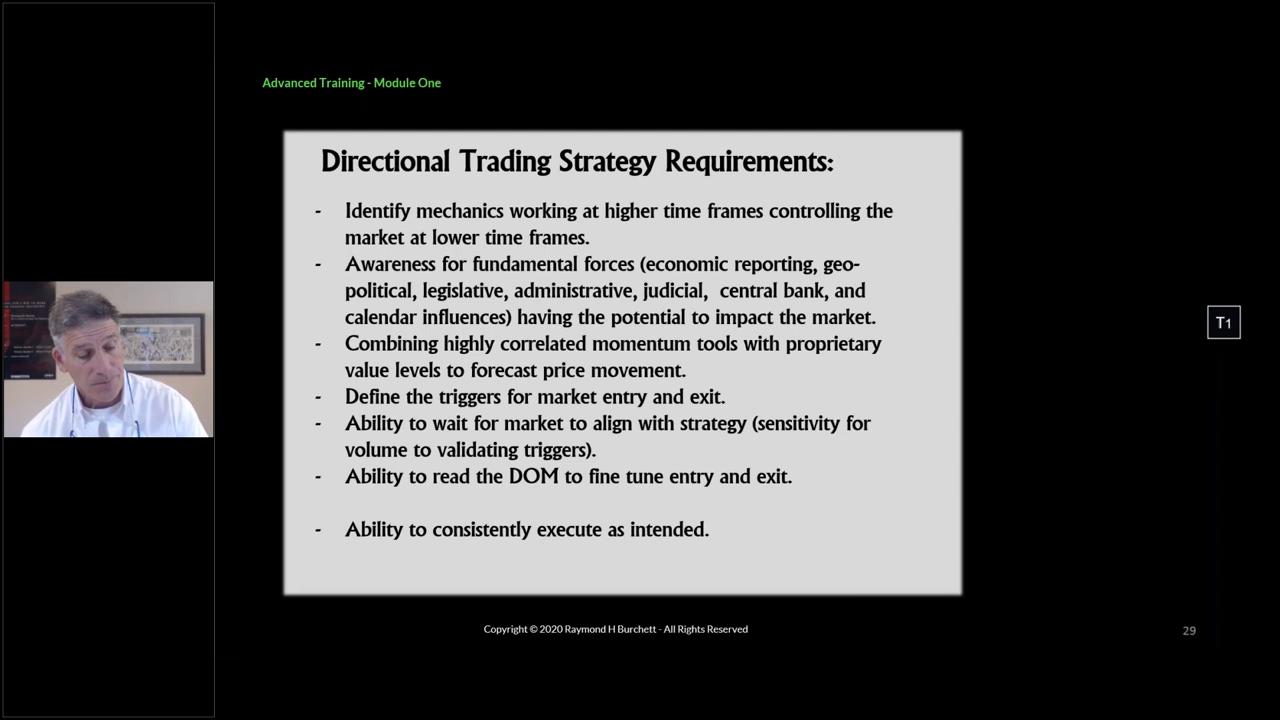 Advanced Training - Module One
Directional Trading Strategy Requirements:
- Identify mechanics working at higher time frames controlling the
market at lower time frames.
- Awareness for fundamental forces (economic reporting, geo-
political, legislative, administrative, judicial, central bank, and
calendar influences) having the potential to impact the market.
- Combining highly correlated momentum tools with proprietary
value levels to forecast price movement.
- Define the triggers for market entry and exit.
- Ability to wait for market to align with strategy (sensitivity for
volume to validating triggers).
- Ability to read the DOM to fine tune entry and exit.
- Ability to consistently execute as intended.
T1
Copyright © 2020 Raymond H Burchett - All Rights Reserved
29